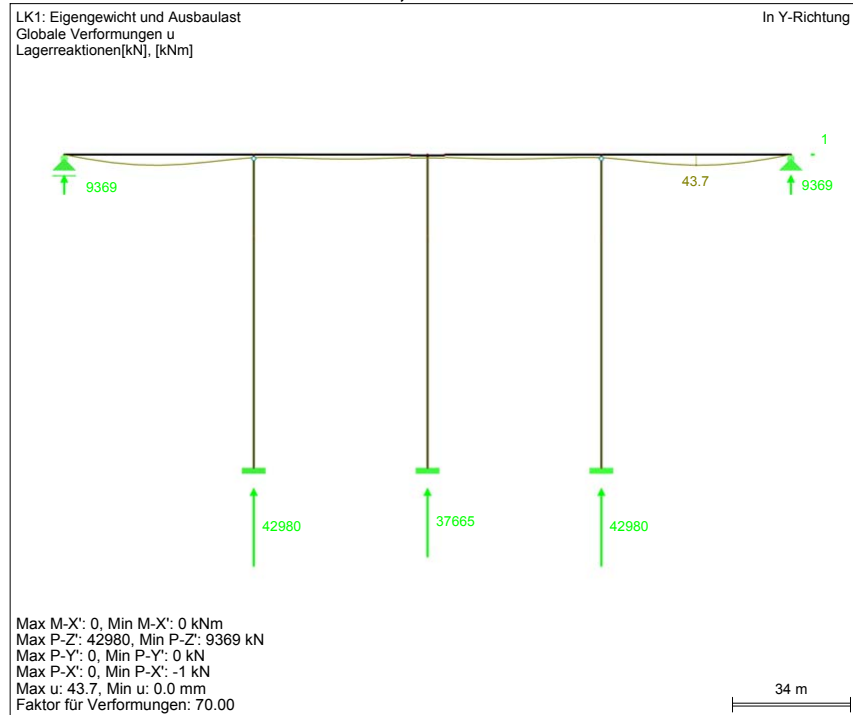 LK1: Eigengewicht und Ausbaulast
In Y-Richtung
Globale Verformungen u
Lagerreaktionen[kN], [kNm]
1
9369
43.7
9369
42980
37665
42980
Max M-X': 0, Min M-X': 0 kNm
Max P-Z': 42980, Min P-Z': 9369 kN
Max P-Y': 0, Min P-Y': 0 kN
Max P-X': 0, Min P-X': -1 kN
Max u: 43.7, Min u: 0.0 mm
Faktor für Verformungen: 70.00
34 m